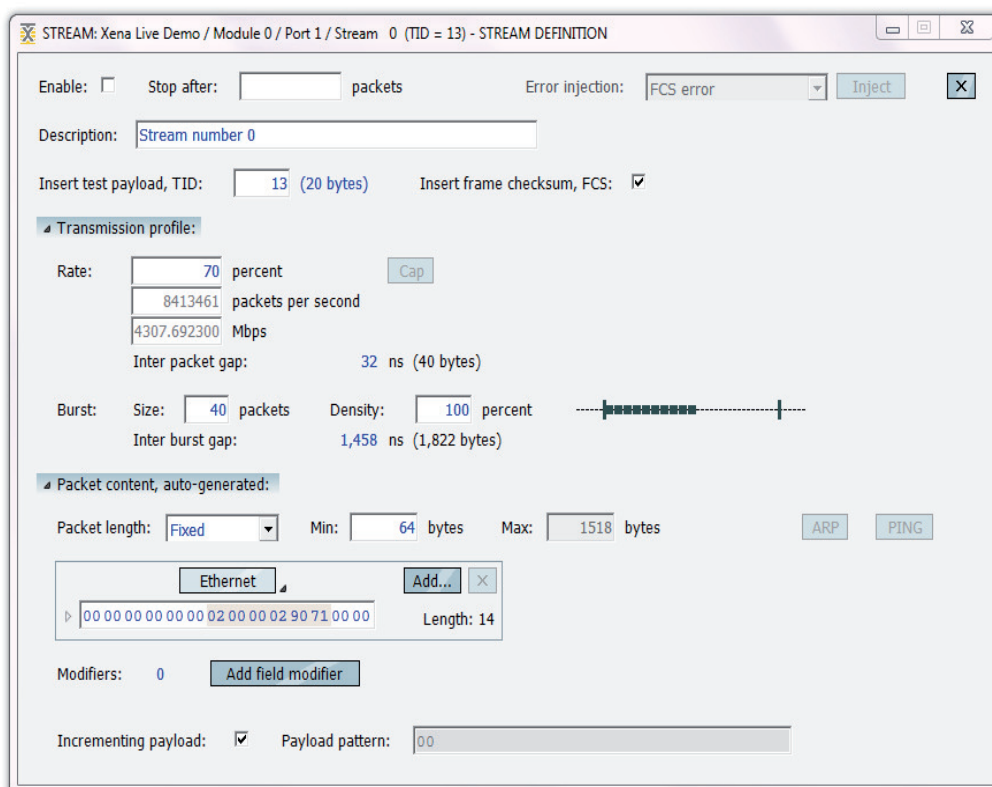 STREAM: Xena Live Demo / Module 0 / Port 1 / Stream 0 (TID = 13) - STREAM DEFINITION
Enable: Stop after: packets Error injection: FCS error Inject X
Description: Stream number 0
Insert test payload, TID: 13 (20 bytes) Insert frame checksum, FCS:
Transmission profile:
Rate: 70 percent Cap
8413461 packets per second
4307.692300 Mbps
Inter packet gap: 32 ns (40 bytes)
Burst: Size: 40 packets Density: 100 percent
Inter burst gap: 1,458 ns (1,822 bytes)
Packet content, auto-generated:
Packet length: Fixed Min: 64 bytes Max: 1518 bytes ARP PING
Ethernet Add... X
00 00 00 00 00 00 02 00 00 02 90 71 00 00 Length: 14
Modifiers: 0 Add field modifier
Incrementing payload: Payload pattern: 00